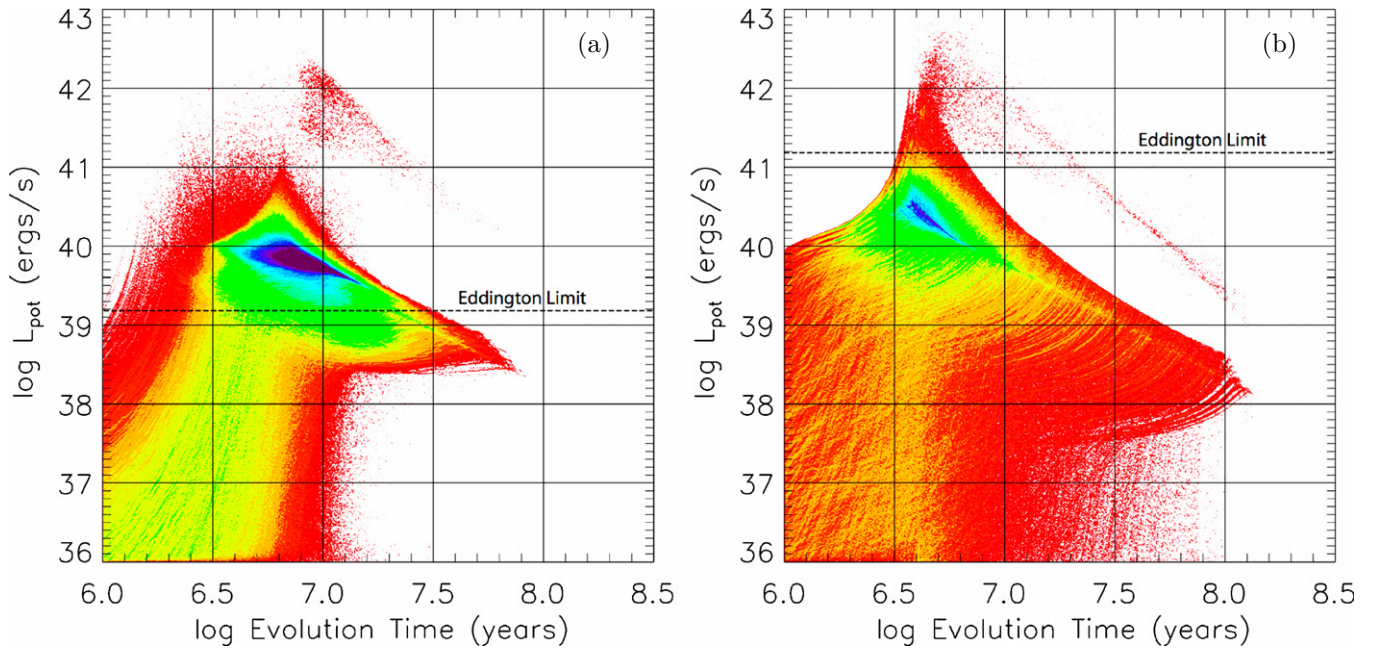 (a)
43
42
41
40
39
38
37
36
log L_pot (ergs/s)
Eddington Limit
6.0 6.5 7.0 7.5 8.0 8.5
log Evolution Time (years)
(b)
43
42
41
40
39
38
37
36
log L_pot (ergs/s)
Eddington Limit
6.0 6.5 7.0 7.5 8.0 8.5
log Evolution Time (years)